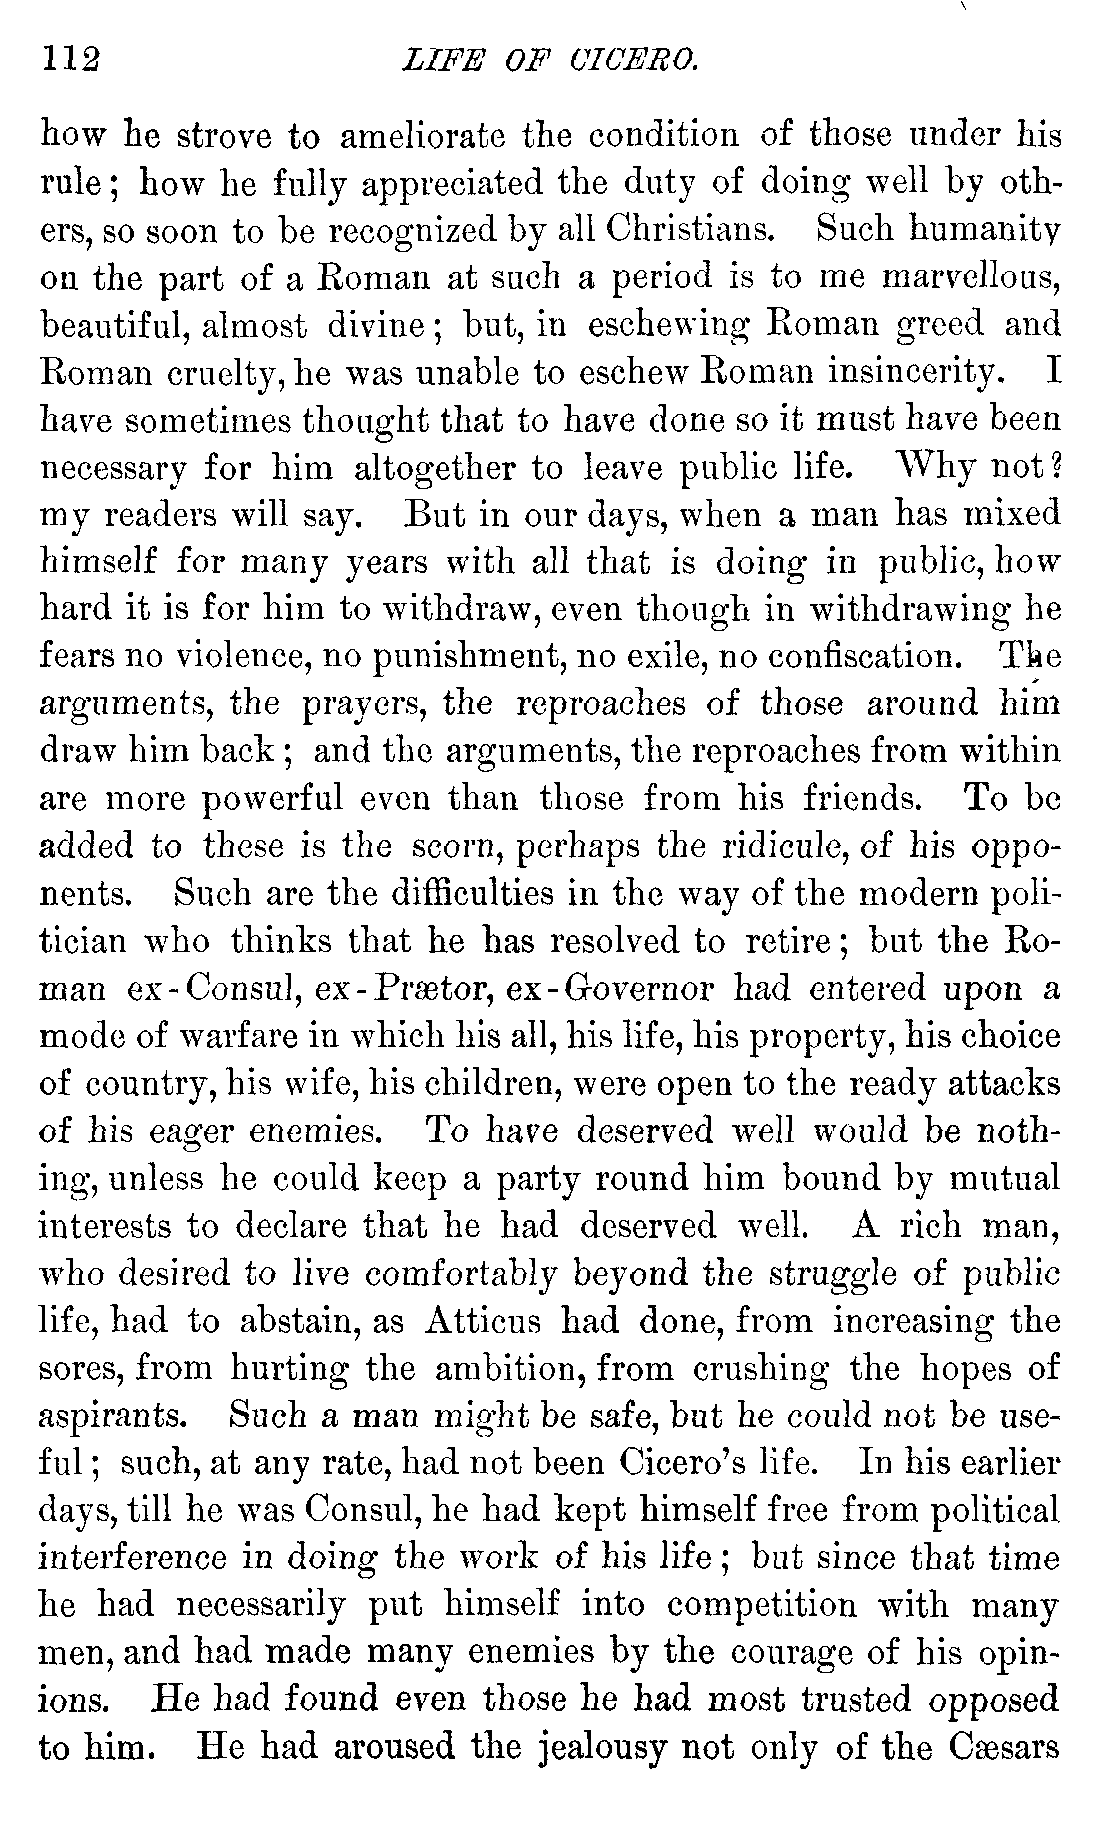 112 LIFE OF CICERO.
how he strove to ameliorate the condition of those under his
rule; how he fully appreciated the duty of doing well by oth-
ers, so soon to be recognized by all Christians. Such humanity
on the part of a Roman at such a period is to me marvellous,
beautiful, almost divine; but, in eschewing Roman greed and
Roman cruelty, he was unable to eschew Roman insincerity. I
have sometimes thought that to have done so it must have been
necessary for him altogether to leave public life. Why not?
my readers will say. But in our days, when a man has mixed
himself for many years with all that is doing in public, how
hard it is for him to withdraw, even though in withdrawing he
fears no violence, no punishment, no exile, no confiscation. The
arguments, the prayers, the reproaches of those around him
draw him back; and the arguments, the reproaches from within
are more powerful even than those from his friends. To be
added to these is the scorn, perhaps the ridicule, of his oppo-
nents. Such are the difficulties in the way of the modern poli-
tician who thinks that he has resolved to retire; but the Ro-
man ex-Consul, ex-Prætor, ex-Governor had entered upon a
mode of warfare in which his all, his life, his property, his choice
of country, his wife, his children, were open to the ready attacks
of his eager enemies. To have deserved well would be noth-
ing, unless he could keep a party round him bound by mutual
interests to declare that he had deserved well. A rich man,
who desired to live comfortably beyond the struggle of public
life, had to abstain, as Atticus had done, from increasing the
sores, from hurting the ambition, from crushing the hopes of
aspirants. Such a man might be safe, but he could not be use-
ful; such, at any rate, had not been Cicero's life. In his earlier
days, till he was Consul, he had kept himself free from political
interference in doing the work of his life; but since that time
he had necessarily put himself into competition with many
men, and had made many enemies by the courage of his opin-
ions. He had found even those he had most trusted opposed
to him. He had aroused the jealousy not only of the Cæsars